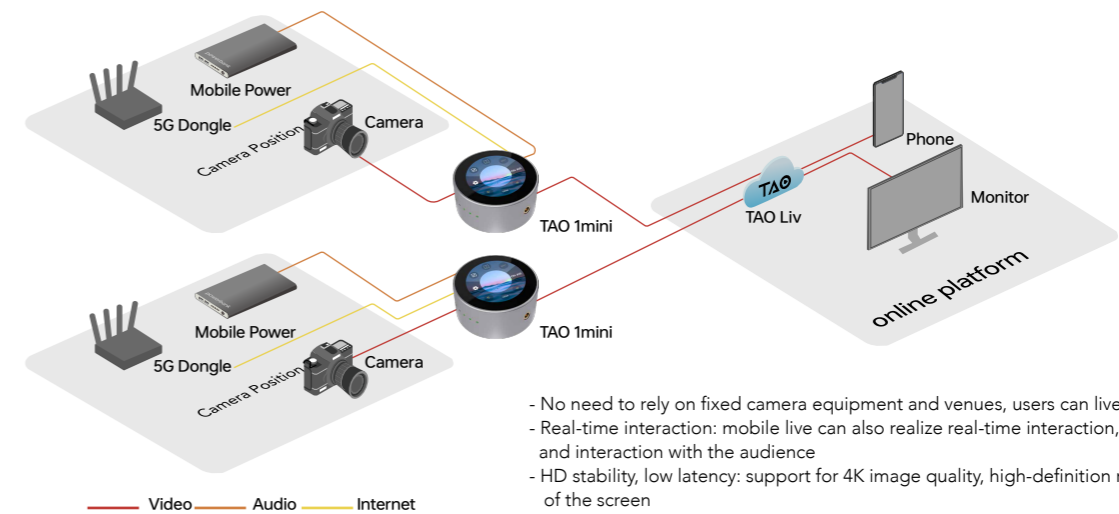 Mobile Power
5G Dongle
Camera
Camera Position
TAO 1mini
Phone
TAO
TAO Liv
Monitor
online platform
Mobile Power
5G Dongle
Camera
Camera Position
TAO 1mini
- No need to rely on fixed camera equipment and venues, users can live
- Real-time interaction: mobile live can also realize real-time interaction,
and interaction with the audience
- HD stability, low latency: support for 4K image quality, high-definition
of the screen
Video Audio Internet